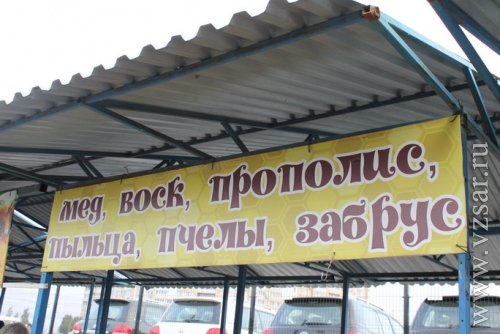 мед, воск, прополис,
пыльца, пчелы, забрус
www.vzsar.ru